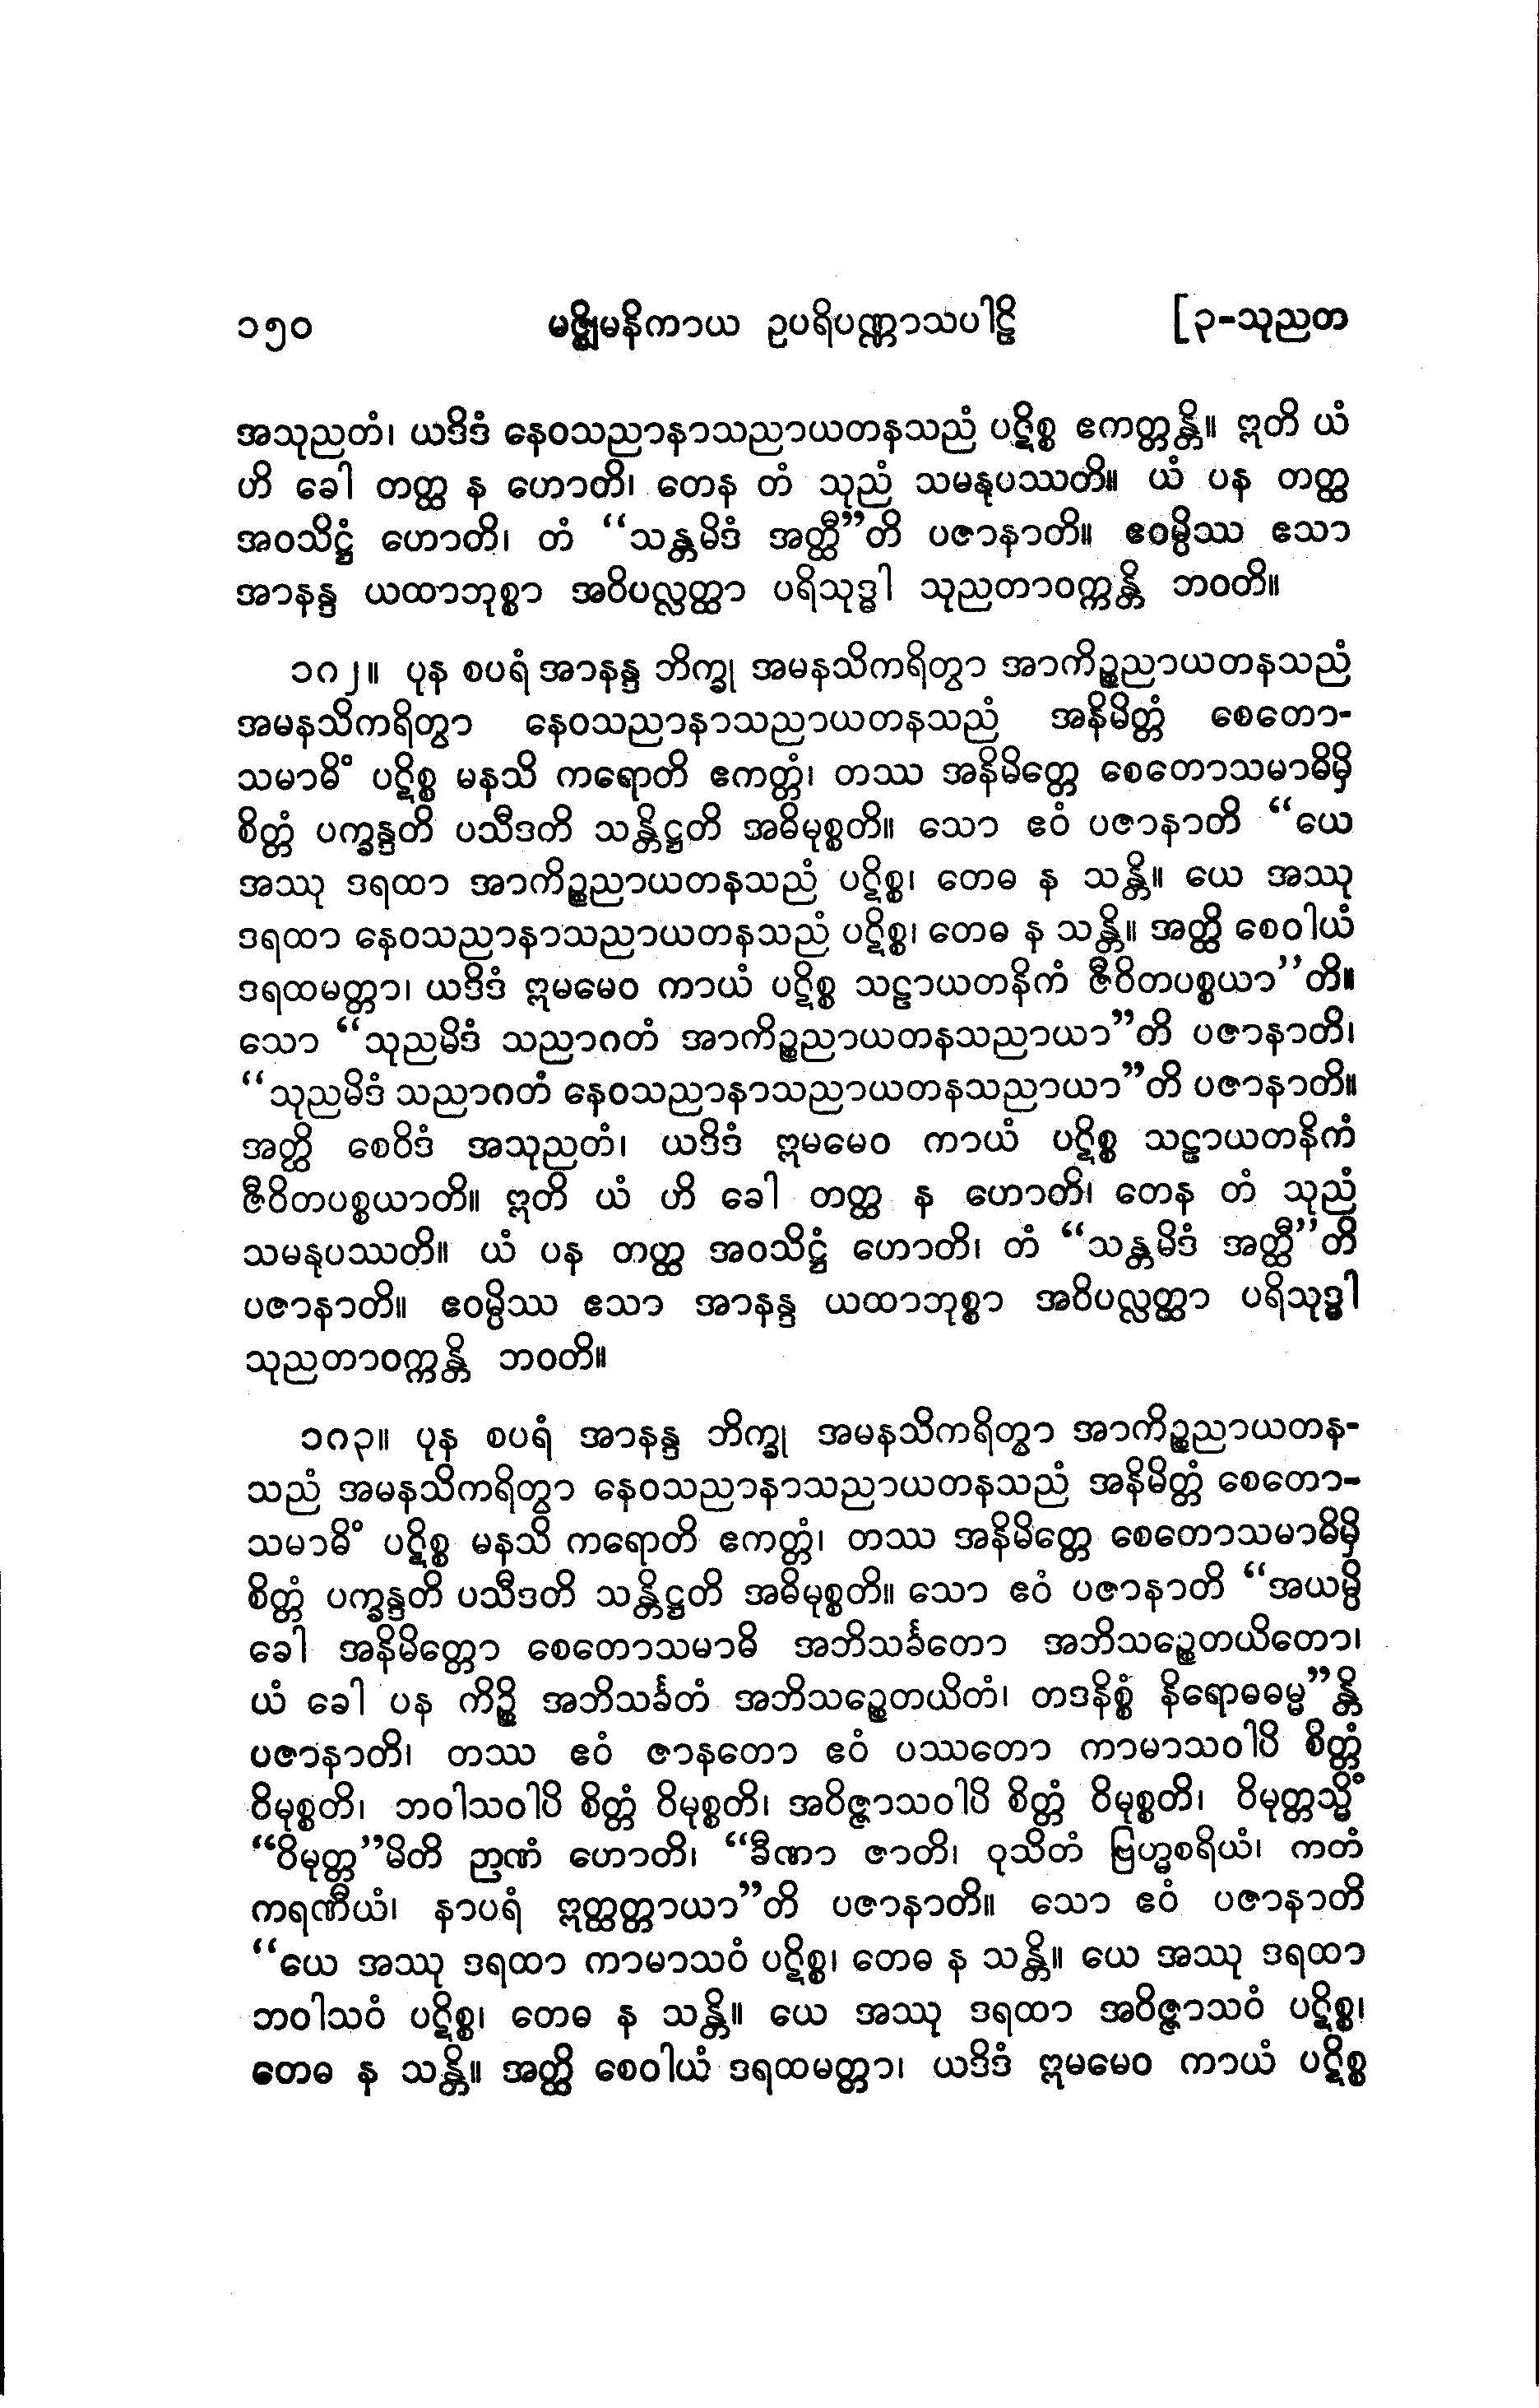 ၁၅၀ မဇ္ဈိမနိကာယ ဥပရိပဏ္ဏာသပါဠိ [၃-သုညတ
အသုညတံ၊ ယဒိဒံ နေဝသညာနာသညာယတနသညံ ပဋိစ္စ ဧကတ္တန္တိ။ ဣတိ ယံ
ဟိ ခေါ တတ္ထ န ဟောတိ၊ တေန တံ သုညံ သမနုပဿတိ။ ယံ ပန တတ္ထ
အဝသိဋ္ဌံ ဟောတိ၊ တံ “သန္တမိဒံ အတ္ထီ”တိ ပဇာနာတိ။ ဧဝမ္ပိဿ ဧသာ
အာနန္ဒ ယထာဘုစ္စာ အဝိပလ္လတ္ထာ ပရိသုဒ္ဓါ သုညတာဝက္ကန္တိ ဘဝတိ။
၁၈၂။ ပုန စပရံ အာနန္ဒ ဘိက္ခု အမနသိကရိတွာ အာကိဉ္စညာယတနသညံ
အမနသိကရိတွာ နေဝသညာနာသညာယတနသညံ အနိမိတ္တံ စေတော-
သမာဓိံ ပဋိစ္စ မနသိ ကရောတိ ဧကတ္တံ၊ တဿ အနိမိတ္တေ စေတောသမာဓိမှိ
စိတ္တံ ပက္ခန္ဒတိ ပသီဒတိ သန္တိဋ္ဌတိ အဓိမုစ္စတိ။ သော ဧဝံ ပဇာနာတိ “ယေ
အဿု ဒရထာ အာကိဉ္စညာယတနသညံ ပဋိစ္စ၊ တေဓ န သန္တိ။ ယေ အဿု
ဒရထာ နေဝသညာနာသညာယတနသညံ ပဋိစ္စ၊ တေဓ န သန္တိ။ အတ္ထိ စေဝါယံ
ဒရထမတ္တာ၊ ယဒိဒံ ဣမမေဝ ကာယံ ပဋိစ္စ သဠာယတနိကံ ဇီဝိတပစ္စယာ”တိ။
သော “သုညမိဒံ သညာဂတံ အာကိဉ္စညာယတနသညာယာ”တိ ပဇာနာတိ၊
“သုညမိဒံ သညာဂတံ နေဝသညာနာသညာယတနသညာယာ”တိ ပဇာနာတိ။
အတ္ထိ စေဝိဒံ အသုညတံ၊ ယဒိဒံ ဣမမေဝ ကာယံ ပဋိစ္စ သဠာယတနိကံ
ဇီဝိတပစ္စယာတိ။ ဣတိ ယံ ဟိ ခေါ တတ္ထ န ဟောတိ၊ တေန တံ သုညံ
သမနုပဿတိ။ ယံ ပန တတ္ထ အဝသိဋ္ဌံ ဟောတိ၊ တံ “သန္တမိဒံ အတ္ထီ”တိ
ပဇာနာတိ။ ဧဝမ္ပိဿ ဧသာ အာနန္ဒ ယထာဘုစ္စာ အဝိပလ္လတ္ထာ ပရိသုဒ္ဓါ
သုညတာဝက္ကန္တိ ဘဝတိ။
၁၈၃။ ပုန စပရံ အာနန္ဒ ဘိက္ခု အမနသိကရိတွာ အာကိဉ္စညာယတန-
သညံ အမနသိကရိတွာ နေဝသညာနာသညာယတနသညံ အနိမိတ္တံ စေတော-
သမာဓိံ ပဋိစ္စ မနသိ ကရောတိ ဧကတ္တံ၊ တဿ အနိမိတ္တေ စေတောသမာဓိမှိ
စိတ္တံ ပက္ခန္ဒတိ ပသီဒတိ သန္တိဋ္ဌတိ အဓိမုစ္စတိ။ သော ဧဝံ ပဇာနာတိ “အယမ္ပိ
ခေါ အနိမိတ္တော စေတောသမာဓိ အဘိသင်္ခတော အဘိသဉ္စေတယိတော၊
ယံ ခေါ ပန ကိဉ္စိ အဘိသင်္ခတံ အဘိသဉ္စေတယိတံ၊ တဒနိစ္စံ နိရောဓဓမ္မ”န္တိ
ပဇာနာတိ၊ တဿ ဧဝံ ဇာနတော ဧဝံ ပဿတော ကာမာသဝါပိ စိတ္တံ
ဝိမုစ္စတိ၊ ဘဝါသဝါပိ စိတ္တံ ဝိမုစ္စတိ၊ အဝိဇ္ဇာသဝါပိ စိတ္တံ ဝိမုစ္စတိ၊ ဝိမုတ္တသ္မိံ
“ဝိမုတ္တ”မိတိ ဉာဏံ ဟောတိ၊ “ခီဏာ ဇာတိ၊ ဝုသိတံ ဗြဟ္မစရိယံ၊ ကတံ
ကရဏီယံ၊ နာပရံ ဣတ္ထတ္တာယာ”တိ ပဇာနာတိ။ သော ဧဝံ ပဇာနာတိ
“ယေ အဿု ဒရထာ ကာမာသဝံ ပဋိစ္စ၊ တေဓ န သန္တိ။ ယေ အဿု ဒရထာ
ဘဝါသဝံ ပဋိစ္စ၊ တေဓ န သန္တိ။ ယေ အဿု ဒရထာ အဝိဇ္ဇာသဝံ ပဋိစ္စ၊
တေဓ န သန္တိ။ အတ္ထိ စေဝါယံ ဒရထမတ္တာ၊ ယဒိဒံ ဣမမေဝ ကာယံ ပဋိစ္စ